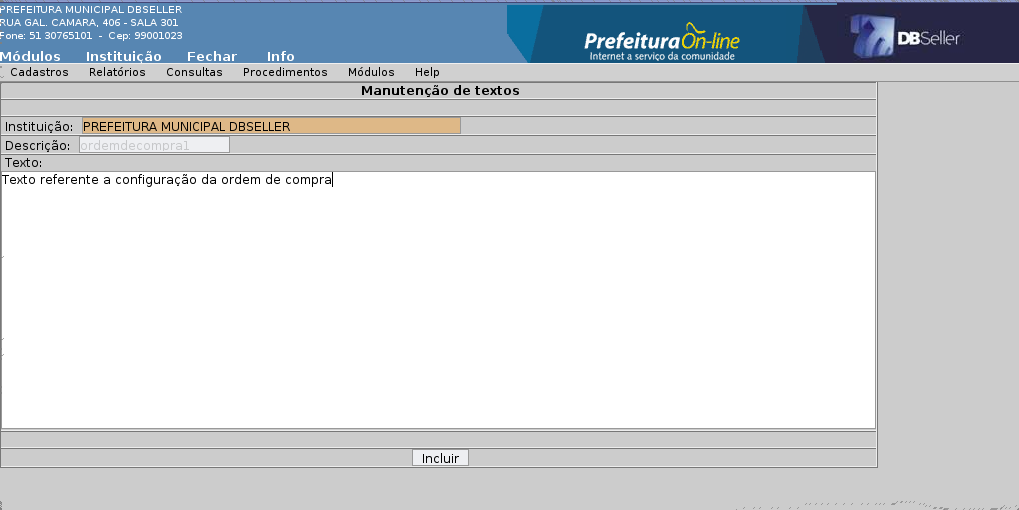 PREFEITURA MUNICIPAL DBSELLER
RUA GAL. CAMARA, 406 - SALA 301
Fone: 51 30765101 - Cep: 99001023
Módulos Instituição Fechar Info
PrefeituraOn-line
Internet a serviço da comunidade
DBSeller
Cadastros Relatórios Consultas Procedimentos Módulos Help
Manutenção de textos
Instituição: PREFEITURA MUNICIPAL DBSELLER
Descrição: ordemdecompra1
Texto:
Texto referente a configuração da ordem de compra
Incluir